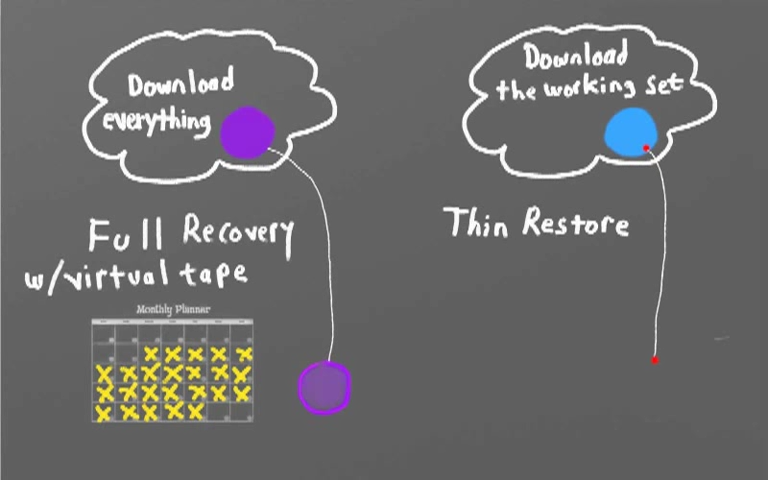 Download
everything
Full Recovery
w/virtual tape
Monthly Planner
Download
the working set
Thin Restore